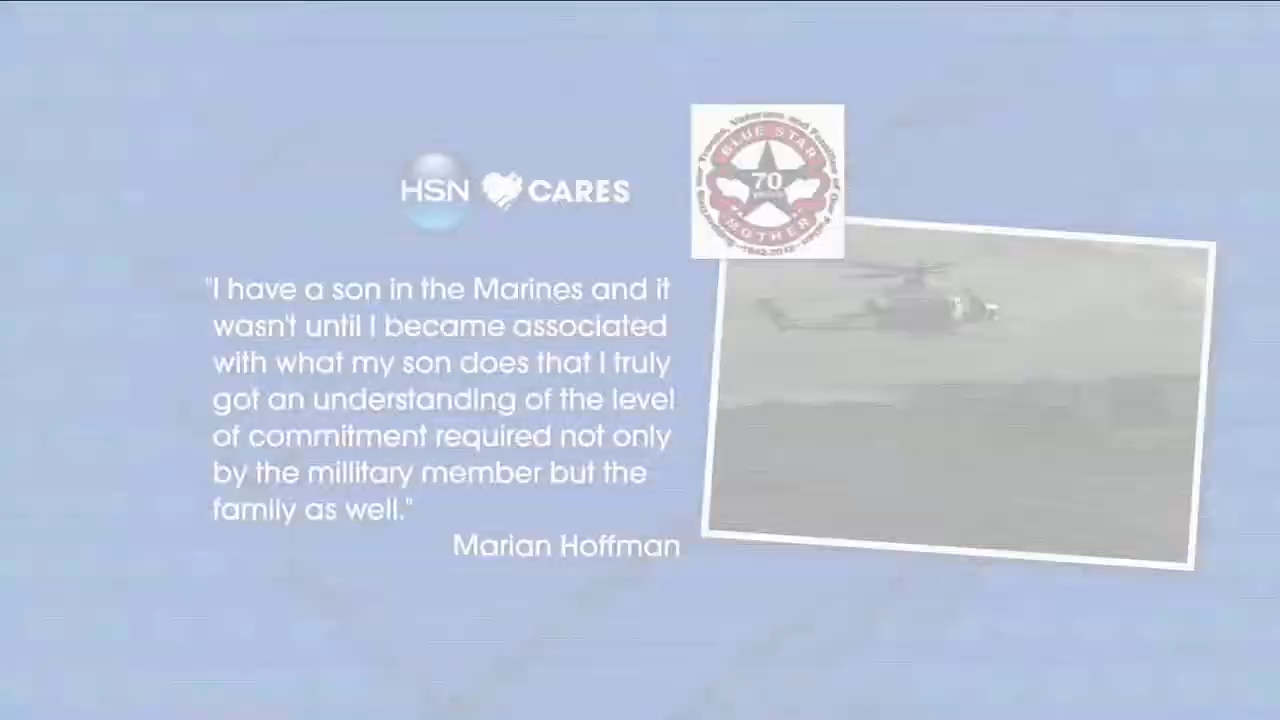 HSN CARES
BLUE STAR
70
MOTHER
"I have a son in the Marines and it
wasn't until I became associated
with what my son does that I truly
got an understanding of the level
of commitment required not only
by the millitary member but the
family as well."
Marian Hoffman